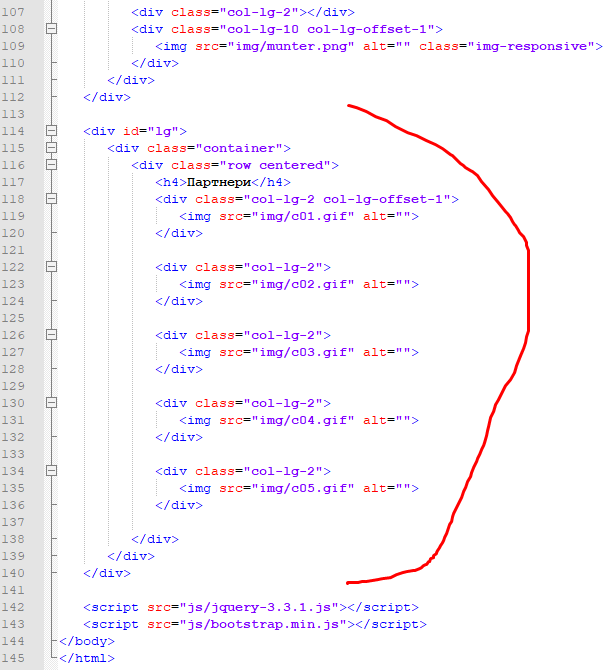 107 <div class="col-lg-2"></div>
108 <div class="col-lg-10 col-lg-offset-1">
109 <img src="img/munter.png" alt="" class="img-responsive">
110 </div>
111 </div>
112 </div>
113
114 <div id="lg">
115 <div class="container">
116 <div class="row centered">
117 <h4>Партнери</h4>
118 <div class="col-lg-2 col-lg-offset-1">
119 <img src="img/c01.gif" alt="">
120 </div>
121
122 <div class="col-lg-2">
123 <img src="img/c02.gif" alt="">
124 </div>
125
126 <div class="col-lg-2">
127 <img src="img/c03.gif" alt="">
128 </div>
129
130 <div class="col-lg-2">
131 <img src="img/c04.gif" alt="">
132 </div>
133
134 <div class="col-lg-2">
135 <img src="img/c05.gif" alt="">
136 </div>
137
138 </div>
139 </div>
140 </div>
141
142 <script src="js/jquery-3.3.1.js"></script>
143 <script src="js/bootstrap.min.js"></script>
144 </body>
145 </html>